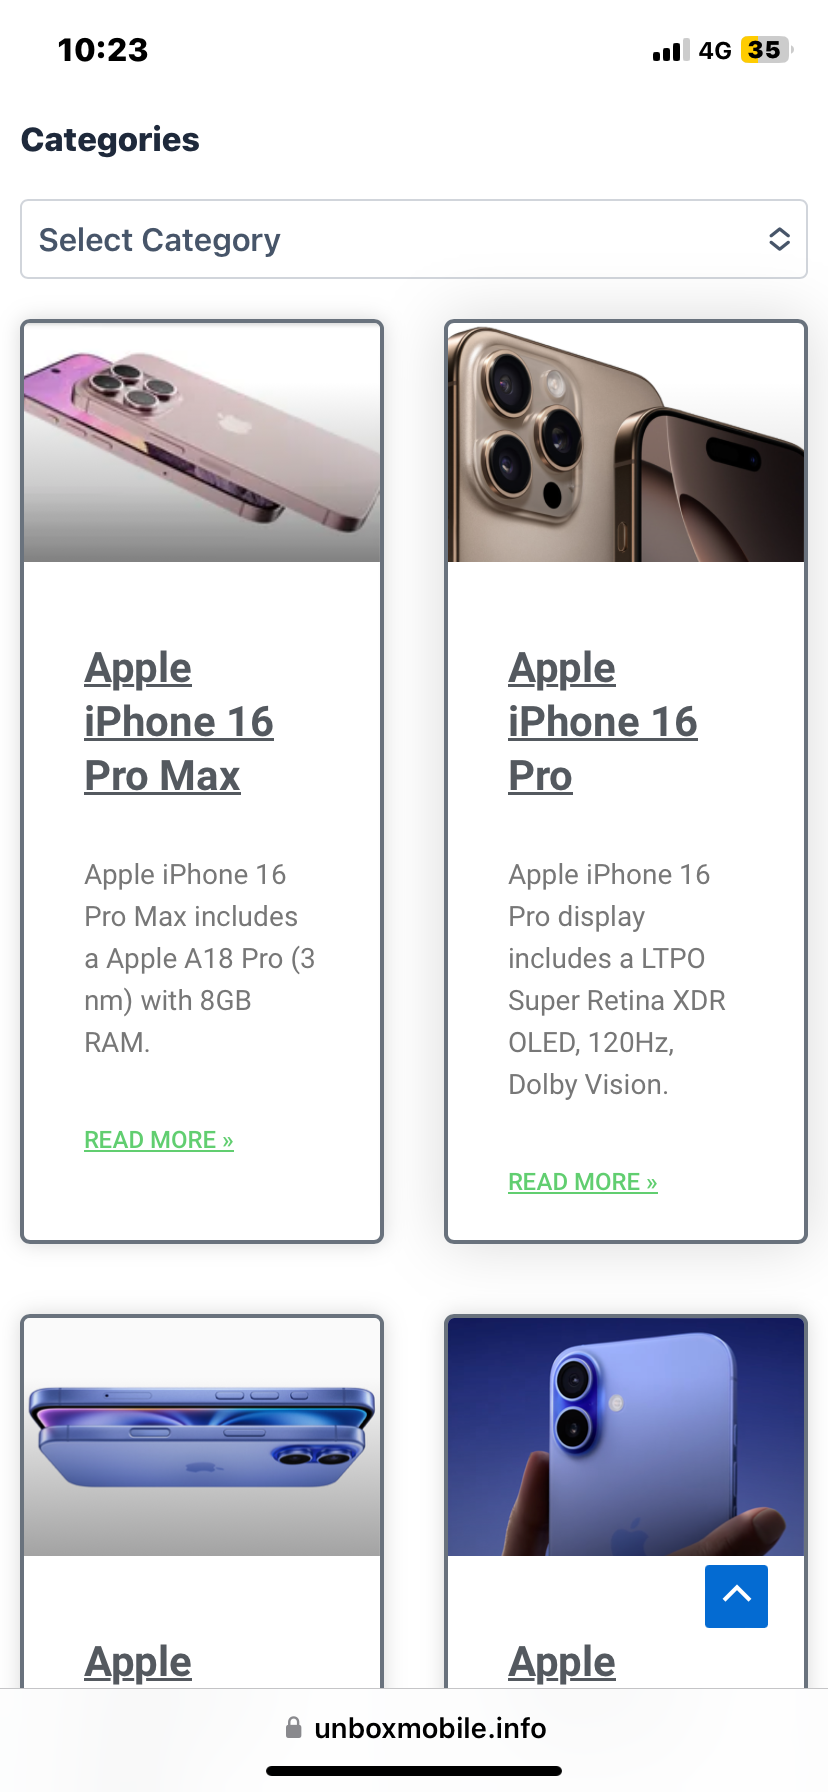 10:23
4G 35
Categories
Select Category
Apple
iPhone 16
Pro Max
Apple iPhone 16
Pro Max includes
a Apple A18 Pro (3
nm) with 8GB
RAM.
READ MORE »
Apple
iPhone 16
Pro
Apple iPhone 16
Pro display
includes a LTPO
Super Retina XDR
OLED, 120Hz,
Dolby Vision.
READ MORE »
Apple
Apple
unboxmobile.info